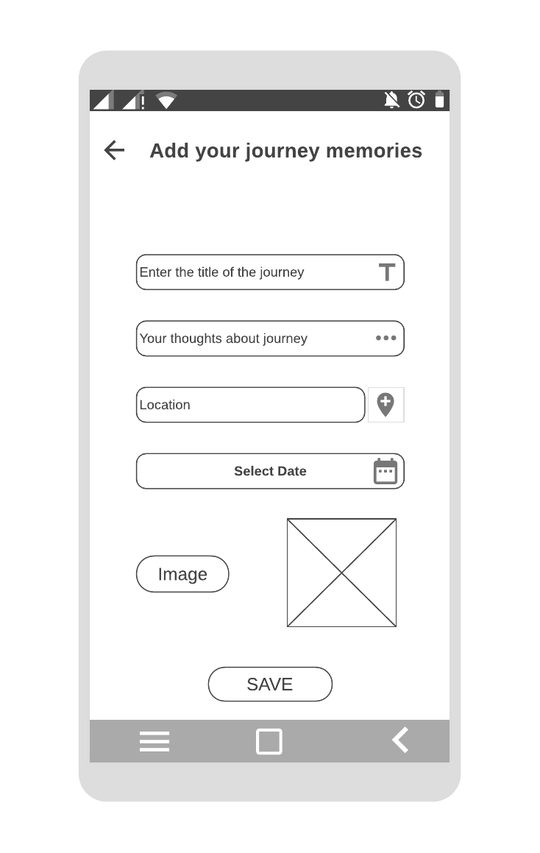 Add your journey memories
Enter the title of the journey
Your thoughts about journey
Location
Select Date
Image
SAVE